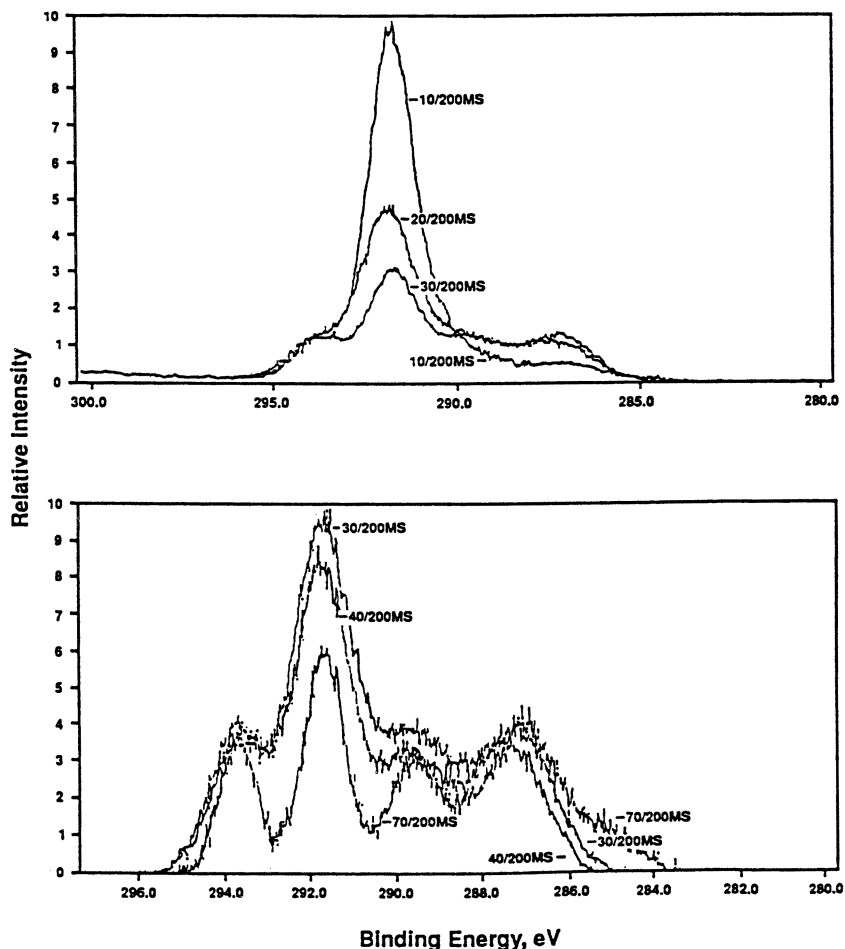 10
9
8
7
6
5
4
3
2
1
0
–10/200MS
–20/200MS
–30/200MS
10/200MS–
300.0 295.0 290.0 285.0 280.0
Relative Intensity
10
9
8
7
6
5
4
3
2
1
0
–30/200MS
–40/200MS
–70/200MS
–70/200MS
–30/200MS
40/200MS–
296.0 294.0 292.0 290.0 288.0 286.0 284.0 282.0 280.0
Binding Energy, eV